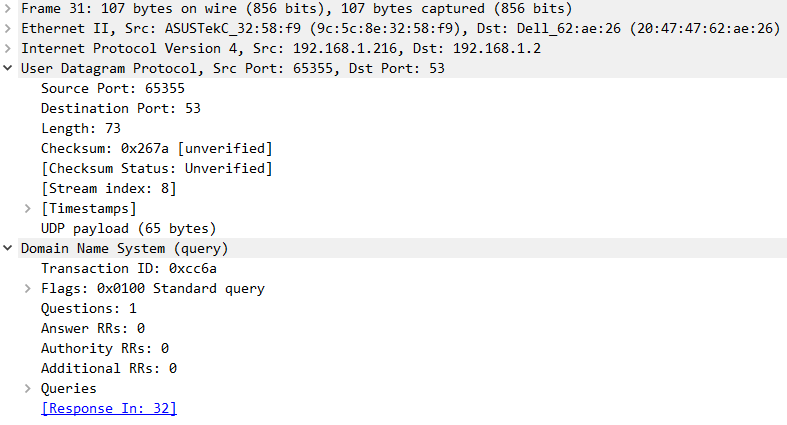 Frame 31: 107 bytes on wire (856 bits), 107 bytes captured (856 bits)
Ethernet II, Src: ASUSTekC_32:58:f9 (9c:5c:8e:32:58:f9), Dst: Dell_62:ae:26 (20:47:47:62:ae:26)
Internet Protocol Version 4, Src: 192.168.1.216, Dst: 192.168.1.2
User Datagram Protocol, Src Port: 65355, Dst Port: 53
Source Port: 65355
Destination Port: 53
Length: 73
Checksum: 0x267a [unverified]
[Checksum Status: Unverified]
[Stream index: 8]
[Timestamps]
UDP payload (65 bytes)
Domain Name System (query)
Transaction ID: 0xcc6a
Flags: 0x0100 Standard query
Questions: 1
Answer RRs: 0
Authority RRs: 0
Additional RRs: 0
Queries
[Response In: 32]